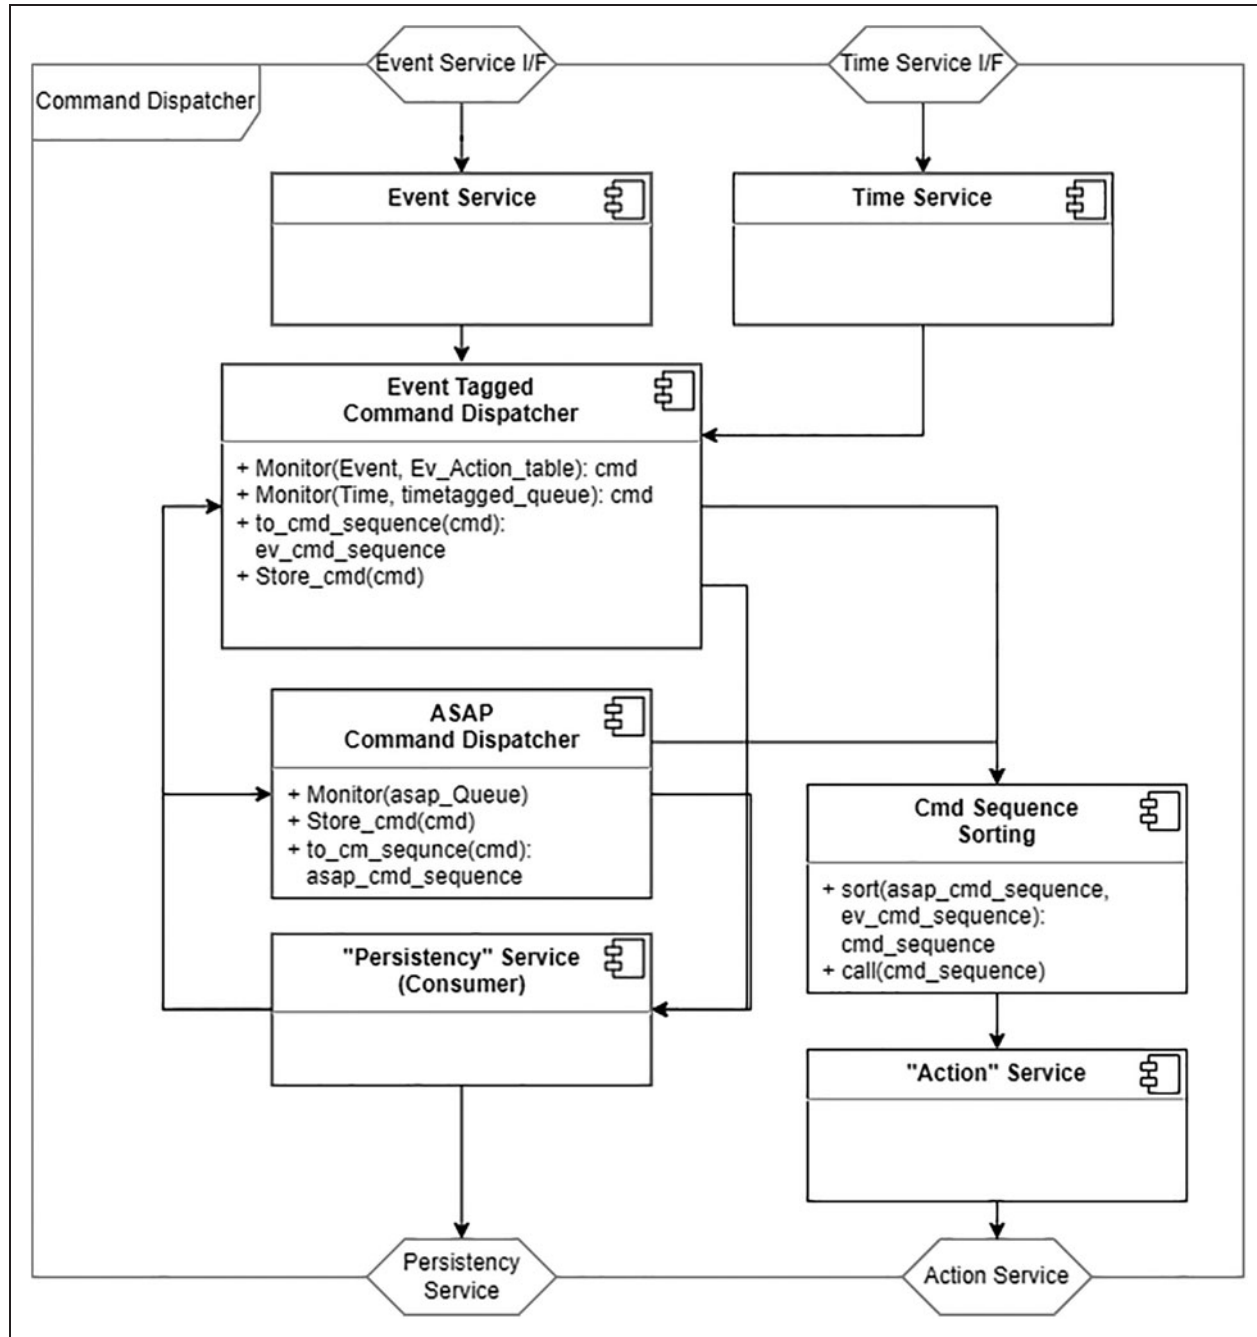 Event Service I/F
Time Service I/F
Command Dispatcher
Event Service
Time Service
Event Tagged
Command Dispatcher
+ Monitor(Event, Ev_Action_table): cmd
+ Monitor(Time, timetagged_queue): cmd
+ to_cmd_sequence(cmd):
ev_cmd_sequence
+ Store_cmd(cmd)
ASAP
Command Dispatcher
+ Monitor(asap_Queue)
+ Store_cmd(cmd)
+ to_cm_sequnce(cmd):
asap_cmd_sequence
Cmd Sequence
Sorting
+ sort(asap_cmd_sequence,
ev_cmd_sequence):
cmd_sequence
+ call(cmd_sequence)
"Persistency" Service
(Consumer)
"Action" Service
Persistency
Service
Action Service